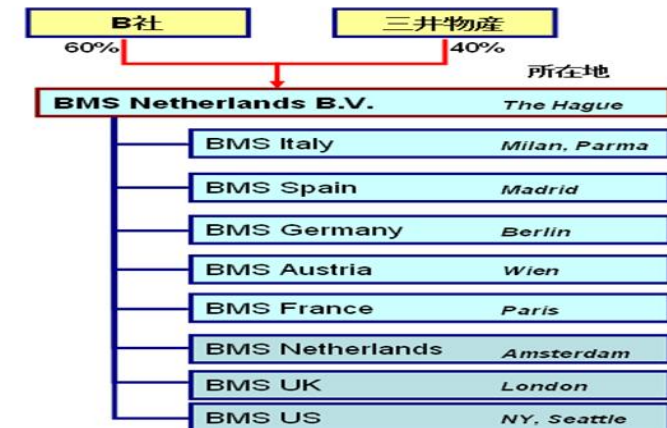 B社 三井物産
60% 40%
所在地
BMS Netherlands B.V. The Hague
BMS Italy Milan, Parma
BMS Spain Madrid
BMS Germany Berlin
BMS Austria Wien
BMS France Paris
BMS Netherlands Amsterdam
BMS UK London
BMS US NY, Seattle